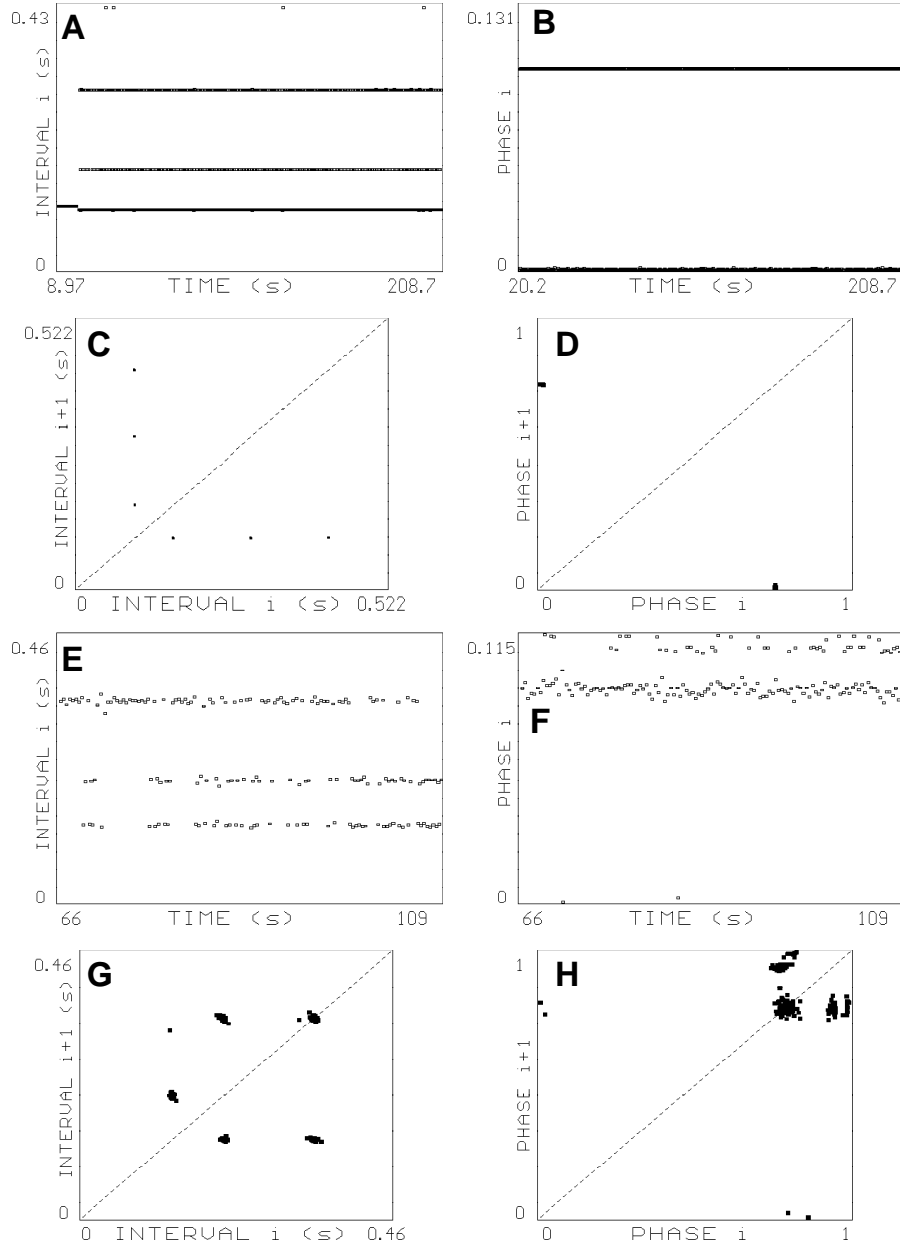 A
0.43
INTERVAL i (s)
0
8.97
TIME (s)
208.7
B
0.131
PHASE i
0
20.2
TIME (s)
208.7
C
0.522
INTERVAL i+1 (s)
0
0
INTERVAL i (s)
0.522
D
1
PHASE i+1
0
0
PHASE i
1
E
0.46
INTERVAL i (s)
0
66
TIME (s)
109
F
0.115
PHASE i
0
66
TIME (s)
109
G
0.46
INTERVAL i+1 (s)
0
0
INTERVAL i (s)
0.46
H
1
PHASE i+1
0
0
PHASE i
1